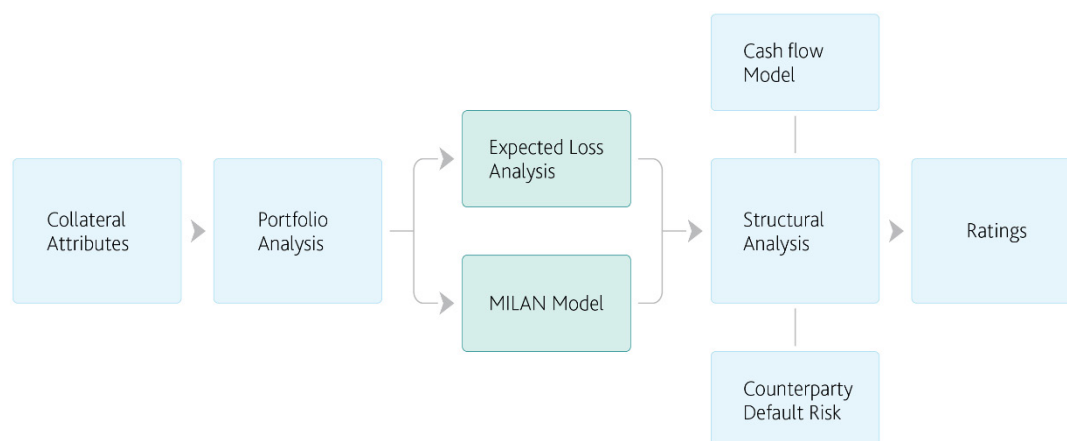 Collateral
Attributes
Portfolio
Analysis
Expected Loss
Analysis
MILAN Model
Cash flow
Model
Structural
Analysis
Counterparty
Default Risk
Ratings